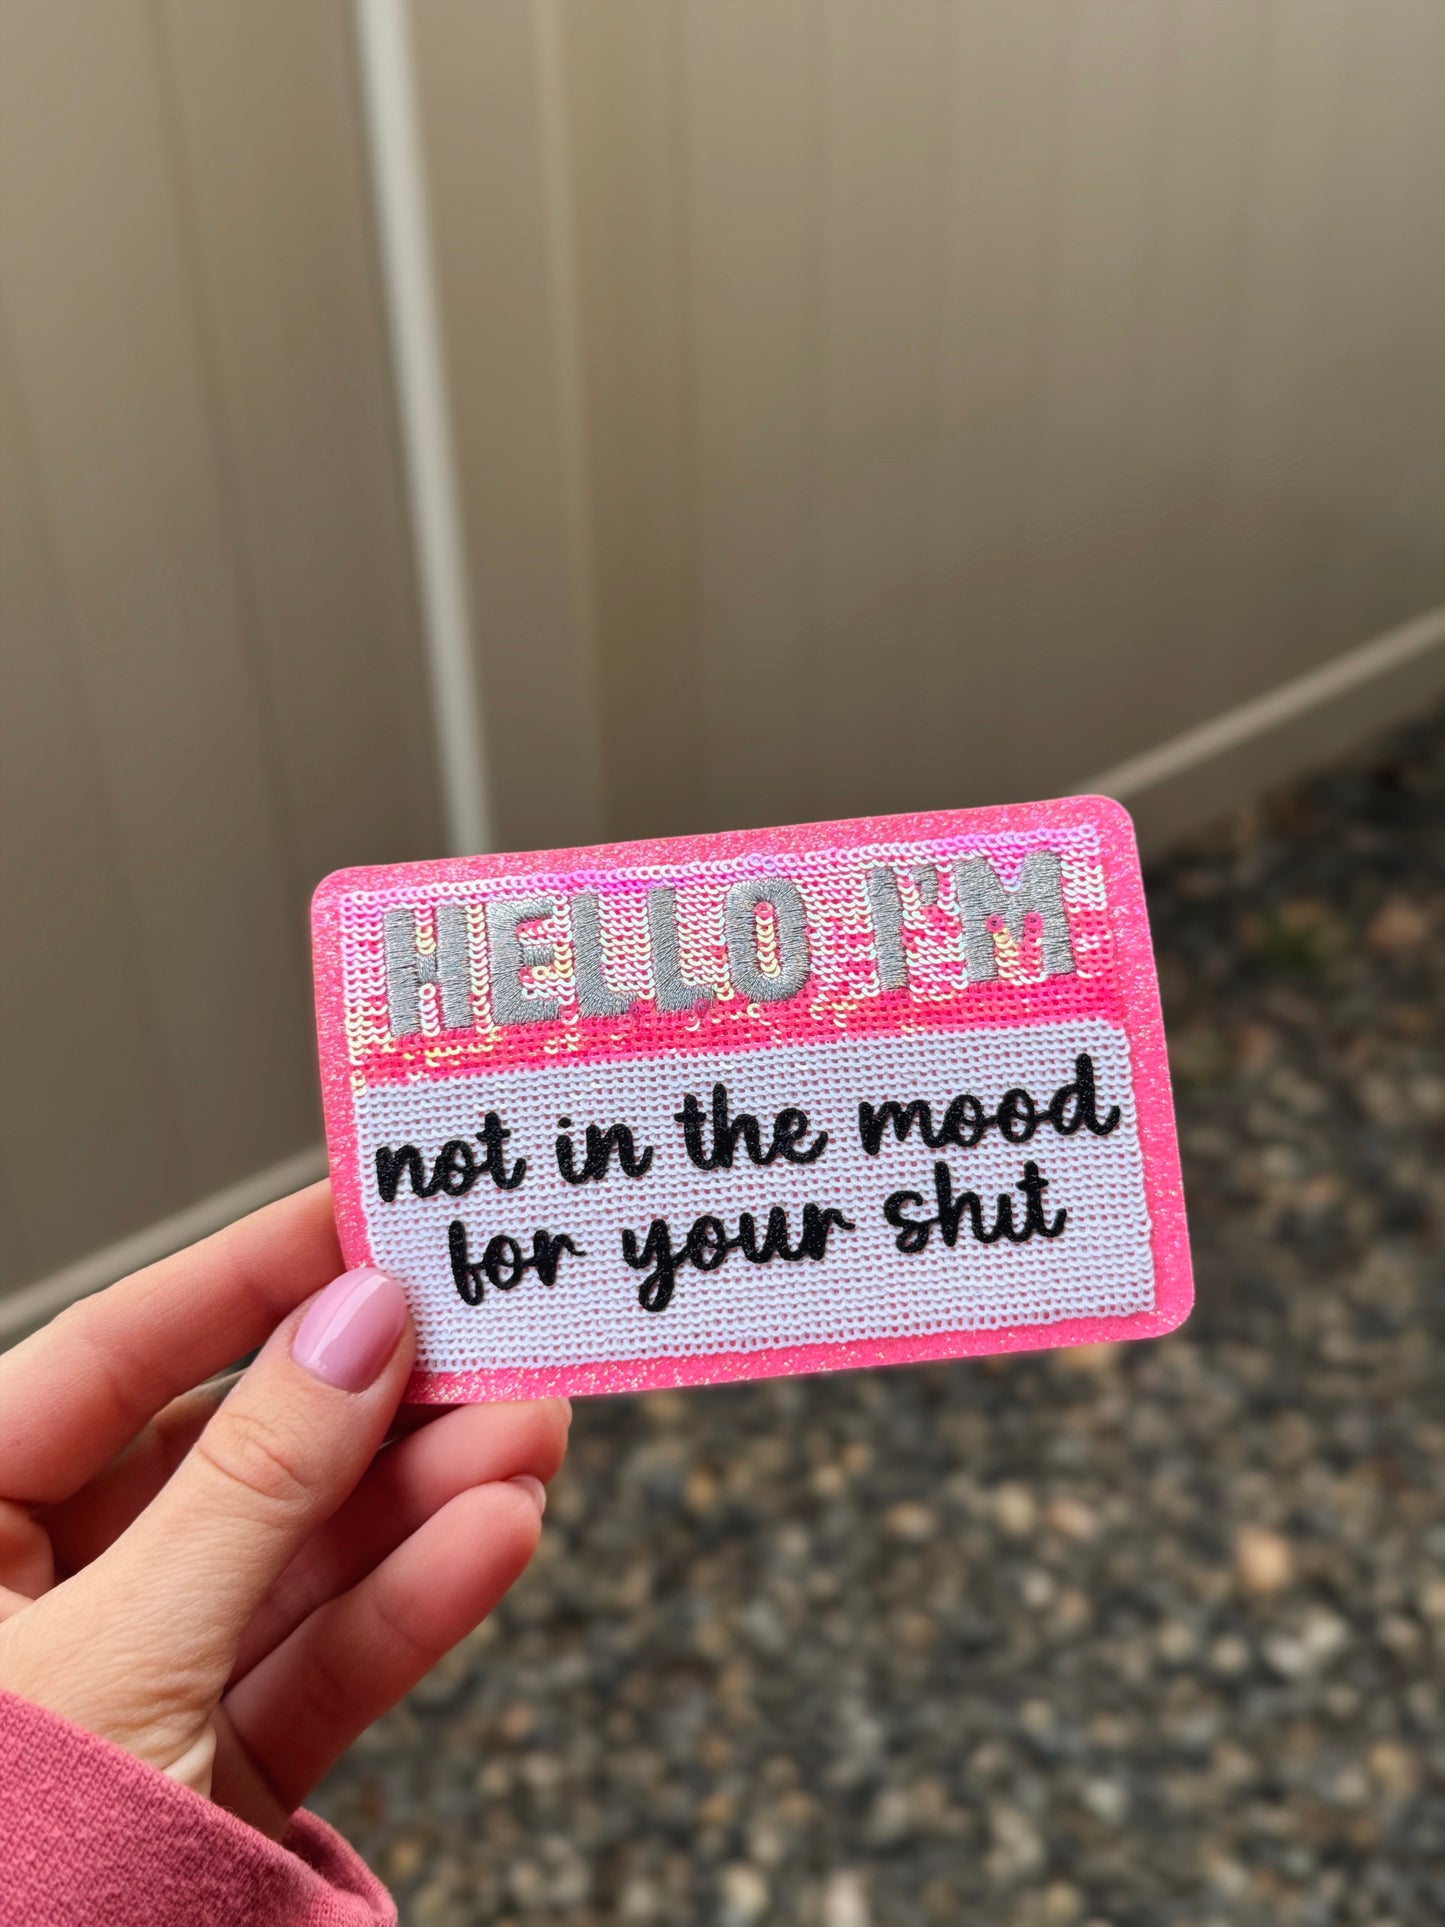 HELLO I'M
not in the mood
for your shit